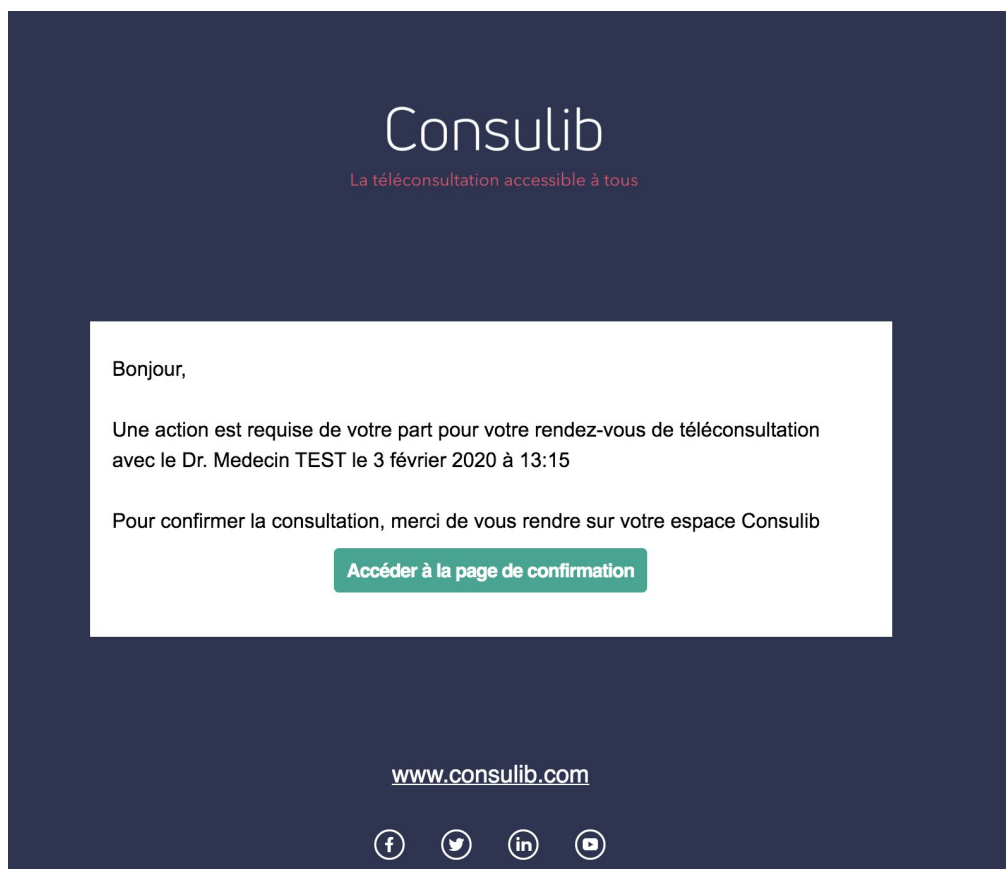 Consulib
La téléconsultation accessible à tous
Bonjour,
Une action est requise de votre part pour votre rendez-vous de téléconsultation
avec le Dr. Medecin TEST le 3 février 2020 à 13:15
Pour confirmer la consultation, merci de vous rendre sur votre espace Consulib
Accéder à la page de confirmation
www.consulib.com